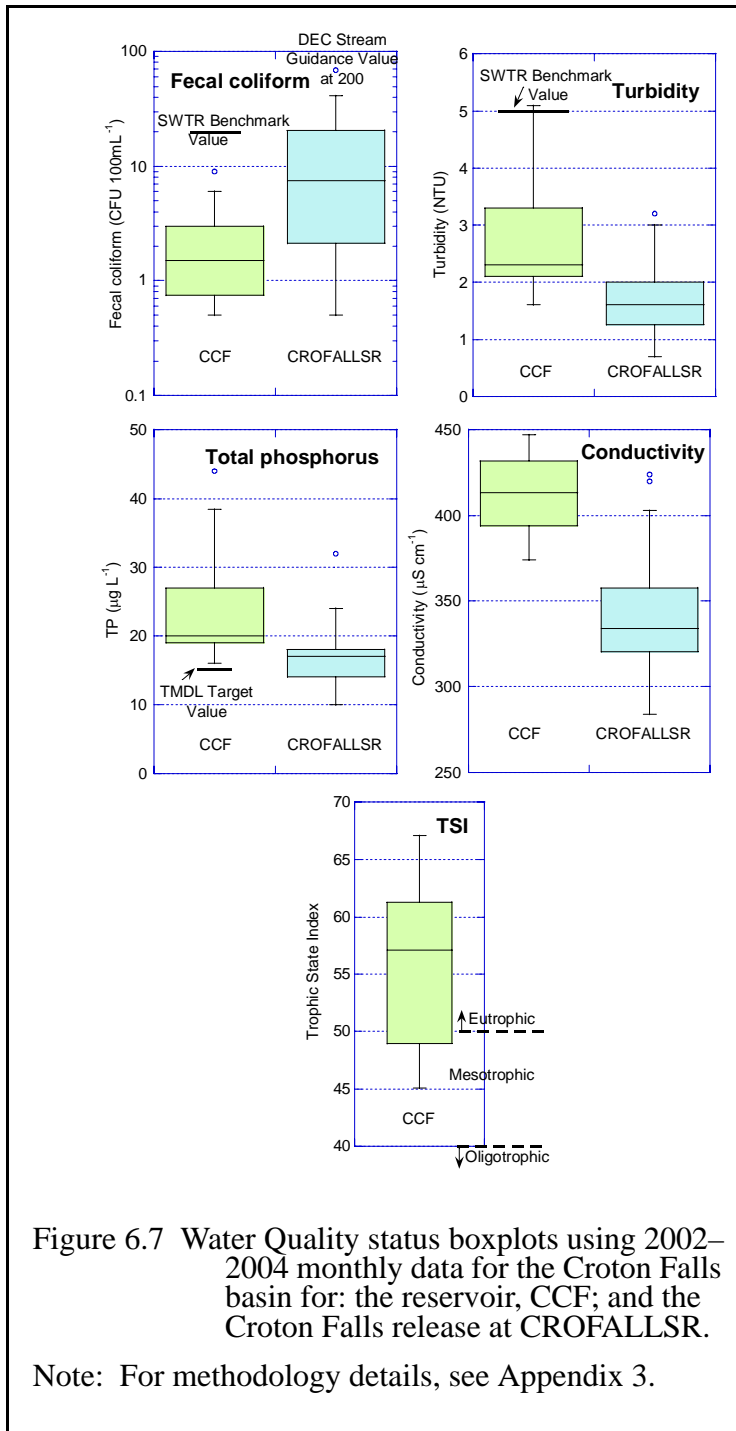 DEC Stream
Guidance Value
at 200
Fecal coliform
SWTR Benchmark
Value
Fecal coliform (CFU 100mL⁻¹)
100
10
1
0.1
CCF
CROFALLSR
SWTR Benchmark
Value
Turbidity
Turbidity (NTU)
6
5
4
3
2
1
0
CCF
CROFALLSR
Total phosphorus
TP (µg L⁻¹)
50
40
30
20
10
0
TMDL Target
Value
CCF
CROFALLSR
Conductivity
Conductivity (µS cm⁻¹)
450
400
350
300
250
CCF
CROFALLSR
TSI
Trophic State Index
70
65
60
55
50
45
40
Eutrophic
Mesotrophic
CCF
Oligotrophic
Figure 6.7 Water Quality status boxplots using 2002–
2004 monthly data for the Croton Falls
basin for: the reservoir, CCF; and the
Croton Falls release at CROFALLSR.
Note: For methodology details, see Appendix 3.